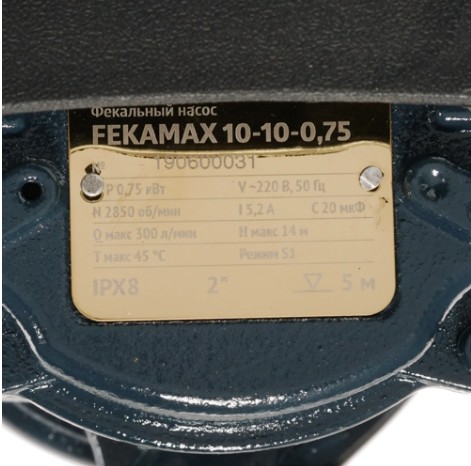 Фекальный насос
FEKAMAX 10-10-0,75
№ 190600031
P 0,75 кВт V ~220 В, 50 Гц
N 2850 об/мин I 5,2 А C 20 мкФ
Q макс 300 л/мин H макс 14 м
T макс 45 °C Режим S1
IPX8 2" ▽ 5 м